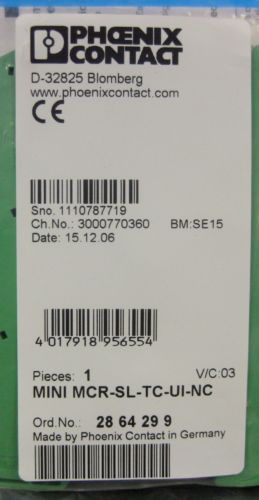 PHŒNIX
CONTACT
D-32825 Blomberg
www.phoenixcontact.com
CE
Sno. 1110787719
Ch.No.: 3000770360 BM:SE15
Date: 15.12.06
4 017918 956554
Pieces: 1 V/C:03
MINI MCR-SL-TC-UI-NC
Ord.No.: 28 64 29 9
Made by Phoenix Contact in Germany